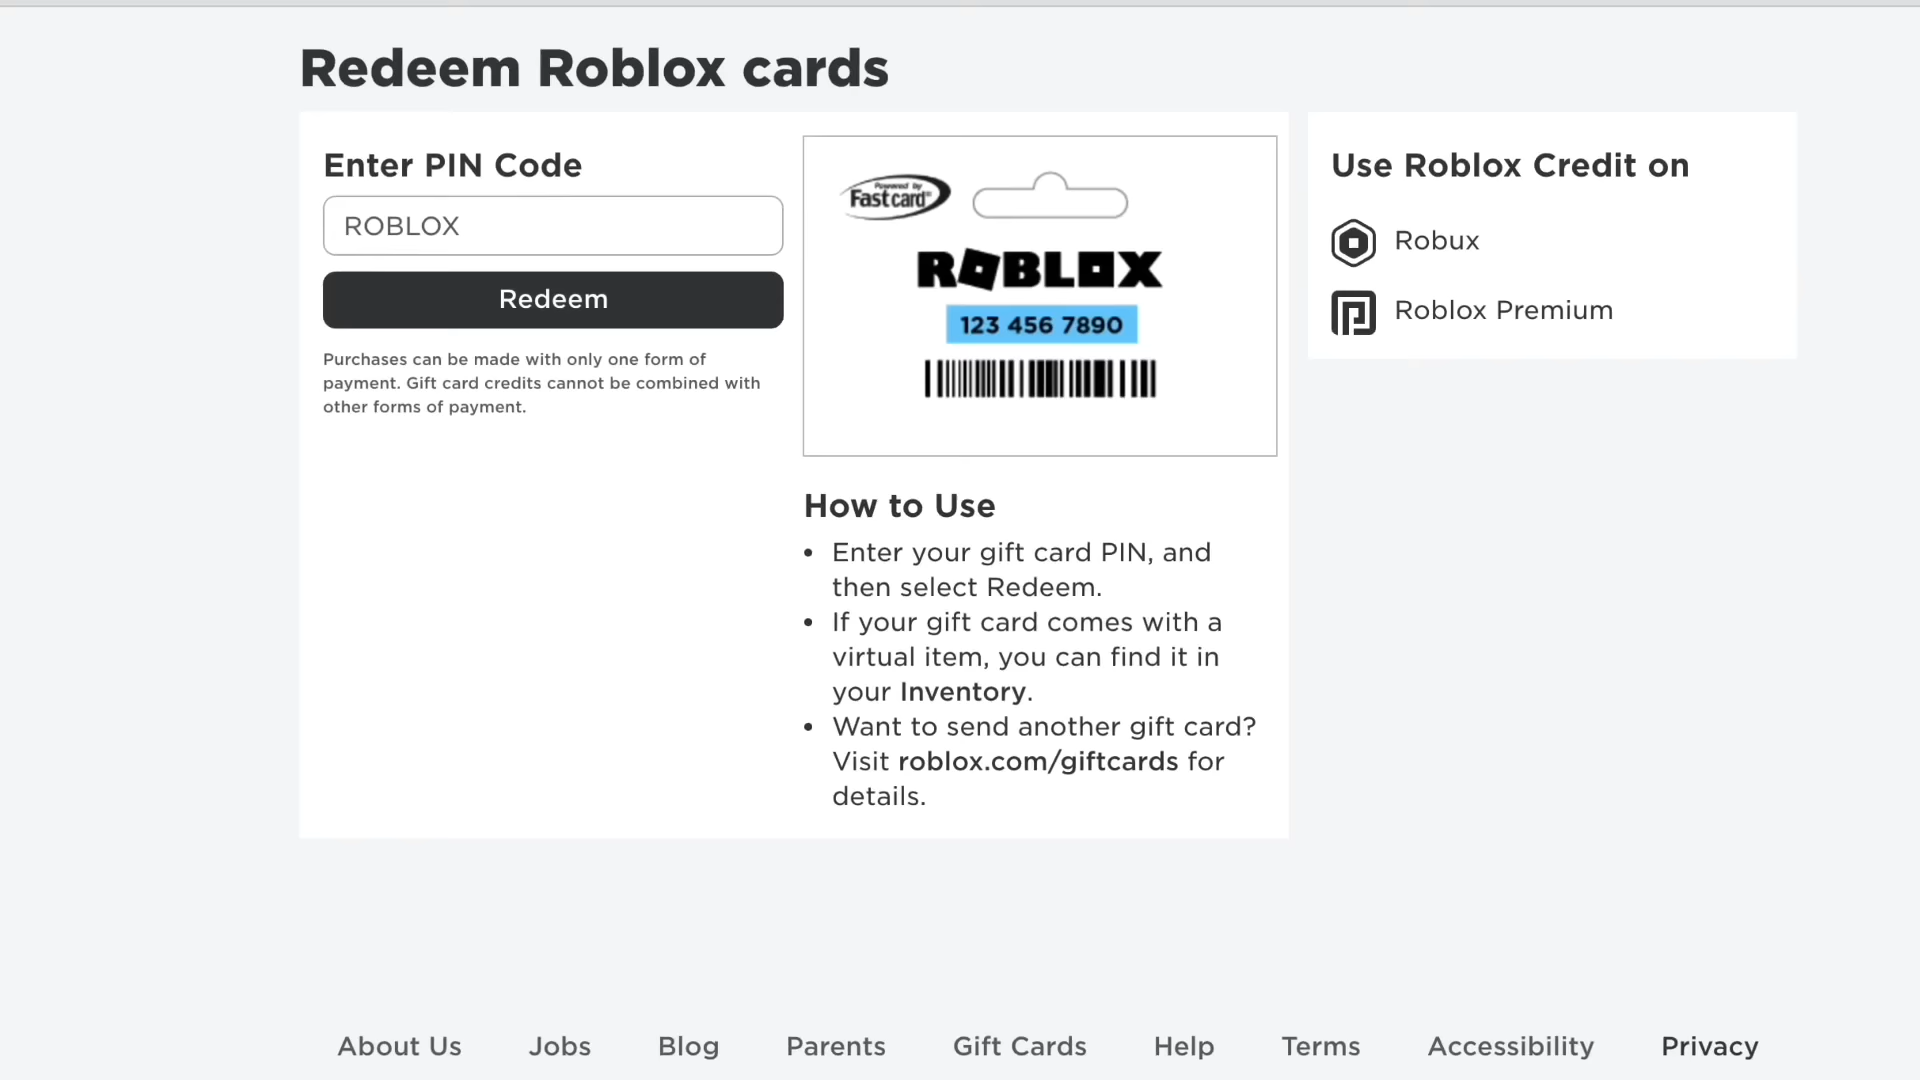 Redeem Roblox cards
Enter PIN Code
ROBLOX
Redeem
Purchases can be made with only one form of
payment. Gift card credits cannot be combined with
other forms of payment.
Powered by
Fastcard
ROBLOX
123 456 7890
How to Use
• Enter your gift card PIN, and
then select Redeem.
• If your gift card comes with a
virtual item, you can find it in
your Inventory.
• Want to send another gift card?
Visit roblox.com/giftcards for
details.
Use Roblox Credit on
Robux
Roblox Premium
About Us Jobs Blog Parents Gift Cards Help Terms Accessibility Privacy